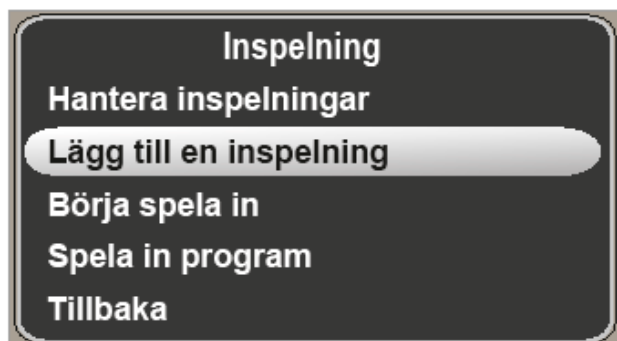 Inspelning
Hantera inspelningar
Lägg till en inspelning
Börja spela in
Spela in program
Tillbaka